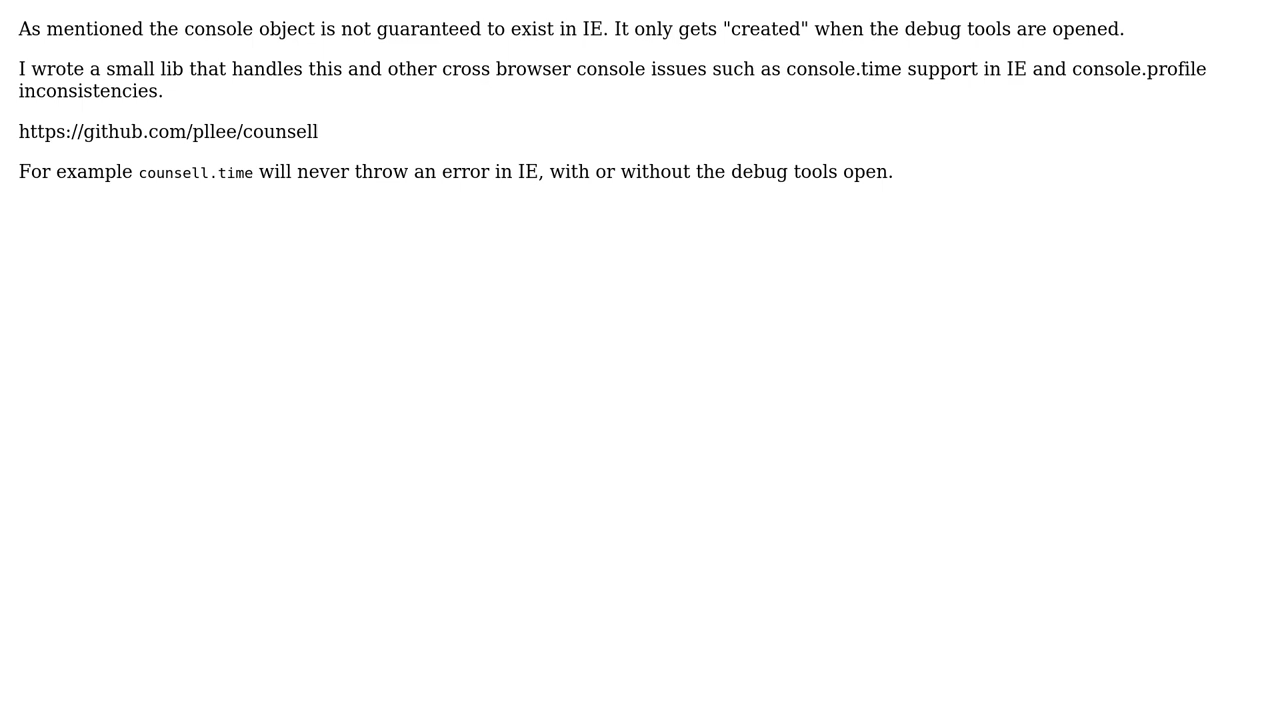 As mentioned the console object is not guaranteed to exist in IE. It only gets "created" when the debug tools are opened.
I wrote a small lib that handles this and other cross browser console issues such as console.time support in IE and console.profile
inconsistencies.
https://github.com/pllee/counsell
For example counsell.time will never throw an error in IE, with or without the debug tools open.